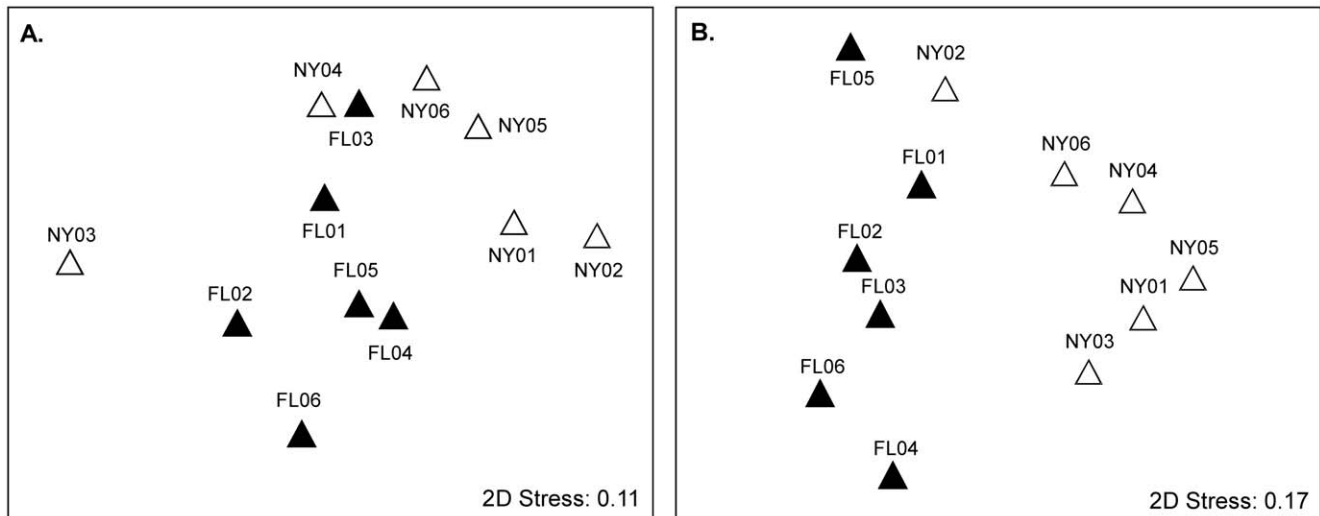 A.
NY04
NY06
FL03
NY05
FL01
NY03
NY01
NY02
FL05
FL02
FL04
FL06
2D Stress: 0.11
B.
NY02
FL05
NY06
FL01
NY04
FL02
NY05
FL03
NY01
NY03
FL06
FL04
2D Stress: 0.17